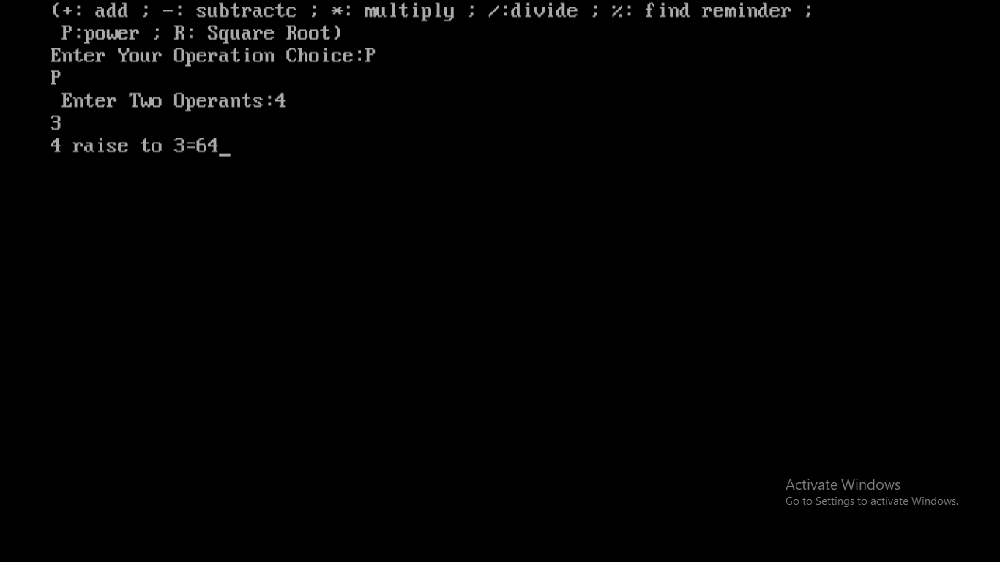 (+: add ; -: subtractc ; *: multiply ; /:divide ; %: find reminder ;
P:power ; R: Square Root)
Enter Your Operation Choice:P
P
Enter Two Operants:4
3
4 raise to 3=64_
Activate Windows
Go to Settings to activate Windows.